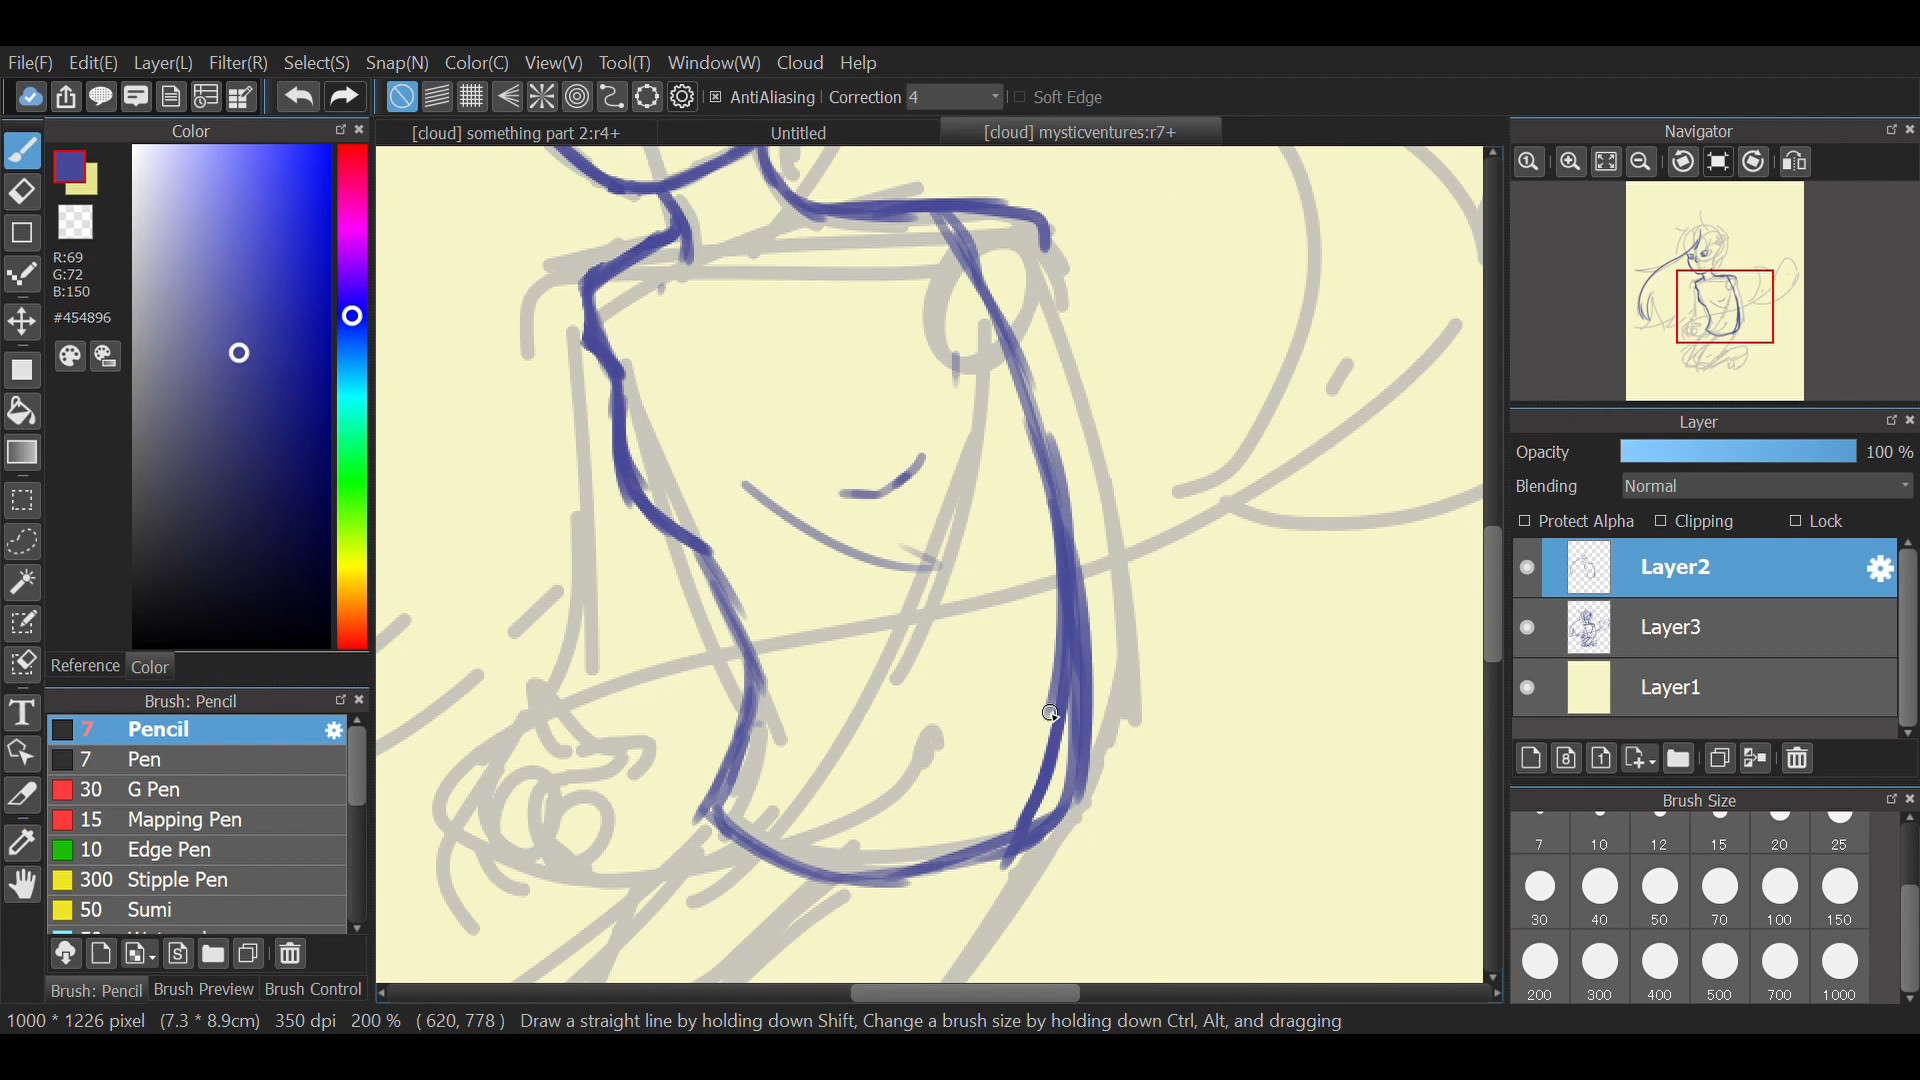 File(F) Edit(E) Layer(L) Filter(R) Select(S) Snap(N) Color(C) View(V) Tool(T) Window(W) Cloud Help
AntiAliasing Correction 4 Soft Edge
Color
[cloud] something part 2:r4+ Untitled [cloud] mysticventures:r7+
R:69
G:72
B:150
#454896
Reference Color
Brush: Pencil
7 Pencil
7 Pen
30 G Pen
15 Mapping Pen
10 Edge Pen
300 Stipple Pen
50 Sumi
Brush: Pencil Brush Preview Brush Control
Navigator
Layer
Opacity 100 %
Blending Normal
Protect Alpha Clipping Lock
Layer2
Layer3
Layer1
Brush Size
7 10 12 15 20 25
30 40 50 70 100 150
200 300 400 500 700 1000
1000 * 1226 pixel (7.3 * 8.9cm) 350 dpi 200 % ( 620, 778 ) Draw a straight line by holding down Shift, Change a brush size by holding down Ctrl, Alt, and dragging